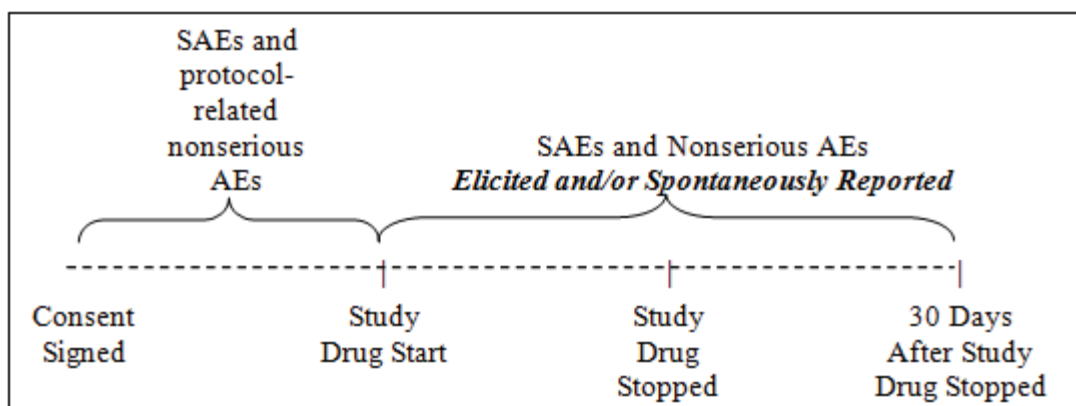 SAEs and
protocol-
related
nonserious
AEs
SAEs and Nonserious AEs
Elicited and/or Spontaneously Reported
Consent
Signed
Study
Drug Start
Study
Drug
Stopped
30 Days
After Study
Drug Stopped